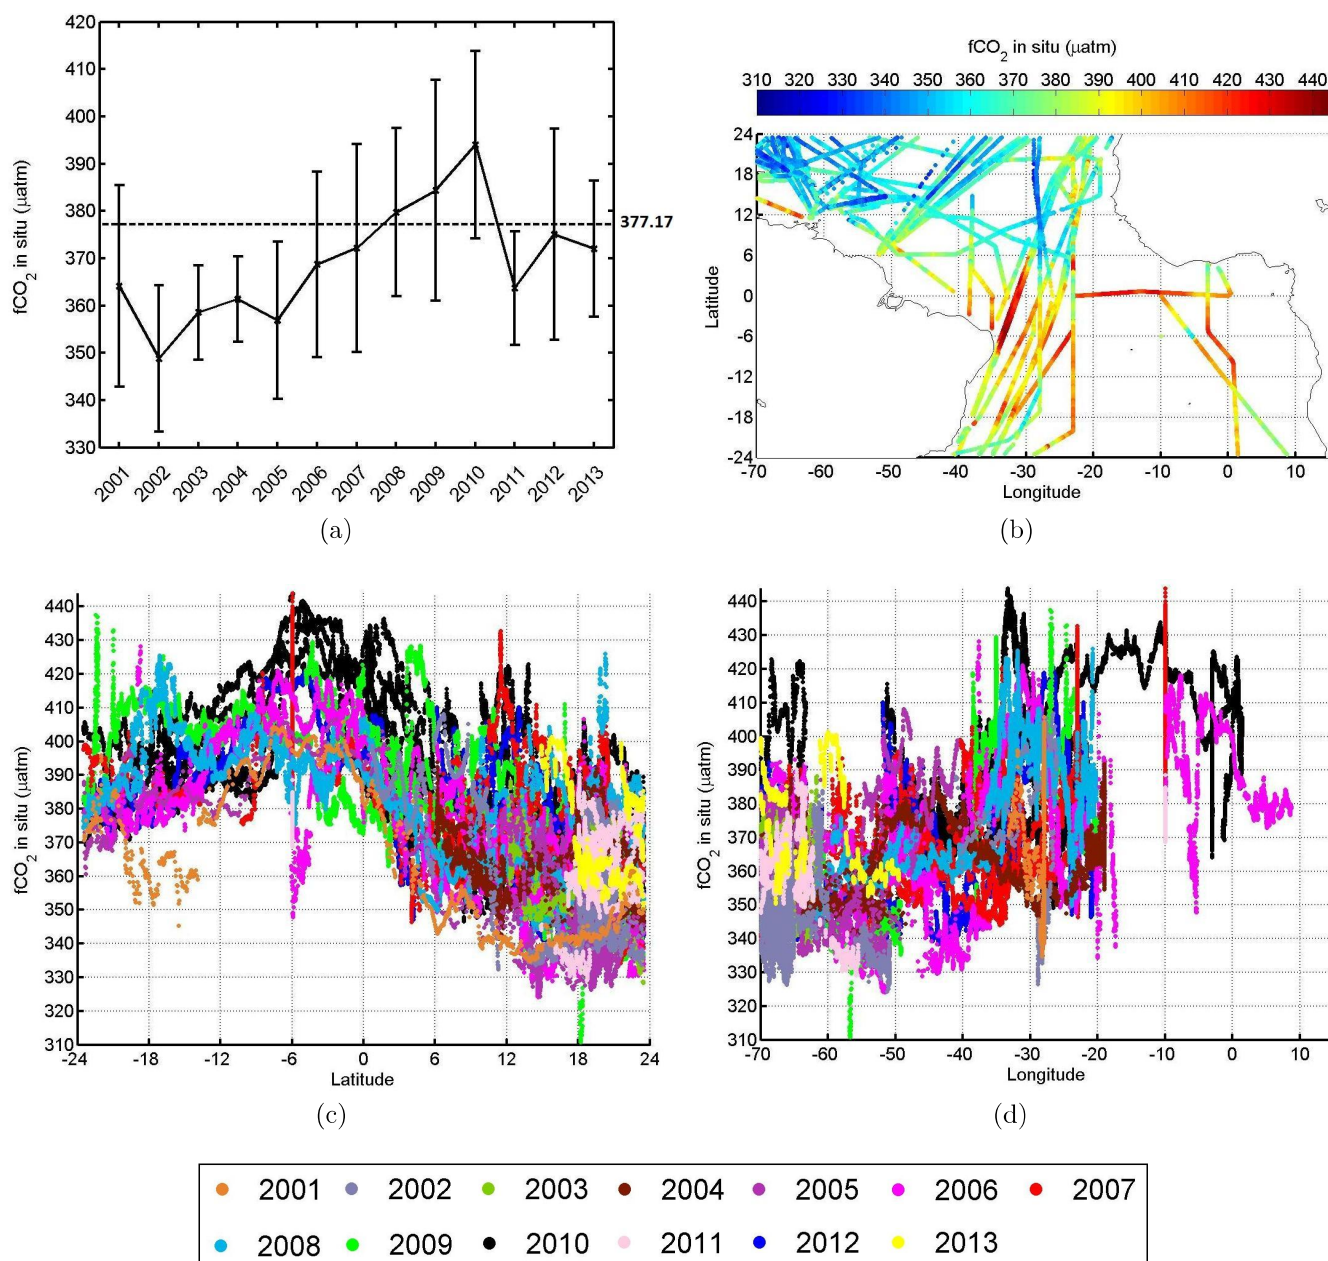 420
410
400
390
380
370
360
350
340
330
fCO2 in situ (µatm)
377.17
2001 2002 2003 2004 2005 2006 2007 2008 2009 2010 2011 2012 2013
(a)
fCO2 in situ (µatm)
310 320 330 340 350 360 370 380 390 400 410 420 430 440
24
18
12
6
0
-6
-12
-18
-24
Latitude
-70 -60 -50 -40 -30 -20 -10 0 10
Longitude
(b)
440
430
420
410
400
390
380
370
360
350
340
330
320
310
fCO2 in situ (µatm)
-24 -18 -12 -6 0 6 12 18 24
Latitude
(c)
440
430
420
410
400
390
380
370
360
350
340
330
320
310
fCO2 in situ (µatm)
-70 -60 -50 -40 -30 -20 -10 0 10
Longitude
(d)
2001 2002 2003 2004 2005 2006 2007
2008 2009 2010 2011 2012 2013